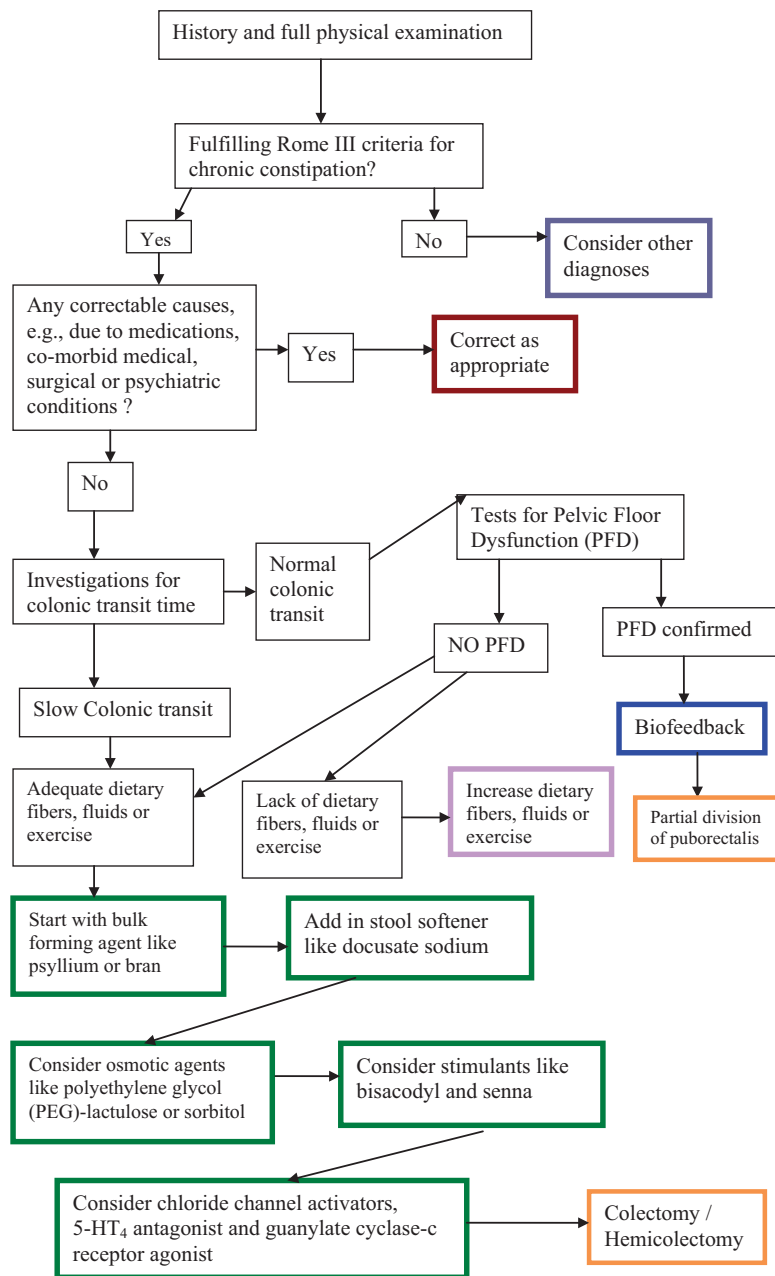 History and full physical examination
Fulfilling Rome III criteria for
chronic constipation?
Yes
No
Consider other
diagnoses
Any correctable causes,
e.g., due to medications,
co-morbid medical,
surgical or psychiatric
conditions ?
Yes
Correct as
appropriate
No
Tests for Pelvic Floor
Dysfunction (PFD)
Investigations for
colonic transit time
Normal
colonic
transit
NO PFD
PFD confirmed
Slow Colonic transit
Biofeedback
Adequate dietary
fibers, fluids or
exercise
Lack of dietary
fibers, fluids or
exercise
Increase dietary
fibers, fluids or
exercise
Partial division
of puborectalis
Start with bulk
forming agent like
psyllium or bran
Add in stool softener
like docusate sodium
Consider osmotic agents
like polyethylene glycol
(PEG)-lactulose or sorbitol
Consider stimulants like
bisacodyl and senna
Consider chloride channel activators,
5-HT₄ antagonist and guanylate cyclase-c
receptor agonist
Colectomy /
Hemicolectomy